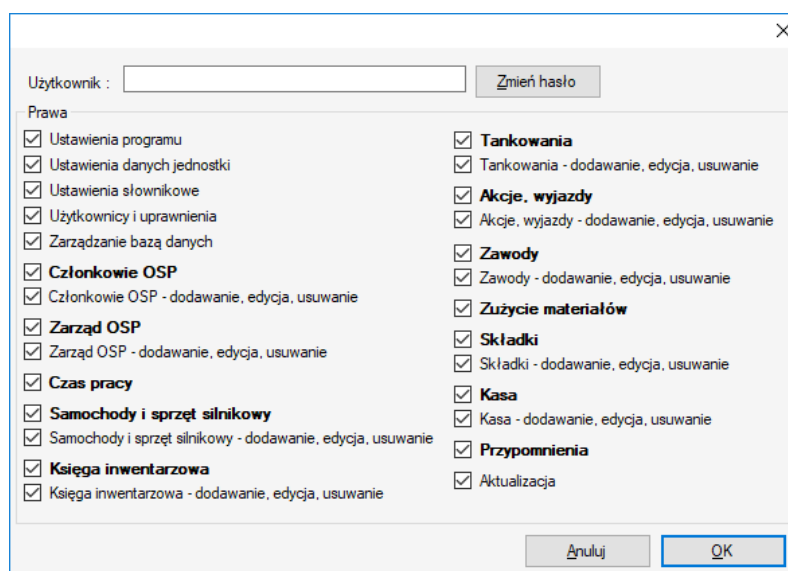 Użytkownik :
Zmień hasło
Prawa
Ustawienia programu
Ustawienia danych jednostki
Ustawienia słownikowe
Użytkownicy i uprawnienia
Zarządzanie bazą danych
Członkowie OSP
Członkowie OSP - dodawanie, edycja, usuwanie
Zarząd OSP
Zarząd OSP - dodawanie, edycja, usuwanie
Czas pracy
Samochody i sprzęt silnikowy
Samochody i sprzęt silnikowy - dodawanie, edycja, usuwanie
Księga inwentarzowa
Księga inwentarzowa - dodawanie, edycja, usuwanie
Tankowania
Tankowania - dodawanie, edycja, usuwanie
Akcje, wyjazdy
Akcje, wyjazdy - dodawanie, edycja, usuwanie
Zawody
Zawody - dodawanie, edycja, usuwanie
Zużycie materiałów
Składki
Składki - dodawanie, edycja, usuwanie
Kasa
Kasa - dodawanie, edycja, usuwanie
Przypomnienia
Aktualizacja
Anuluj
OK